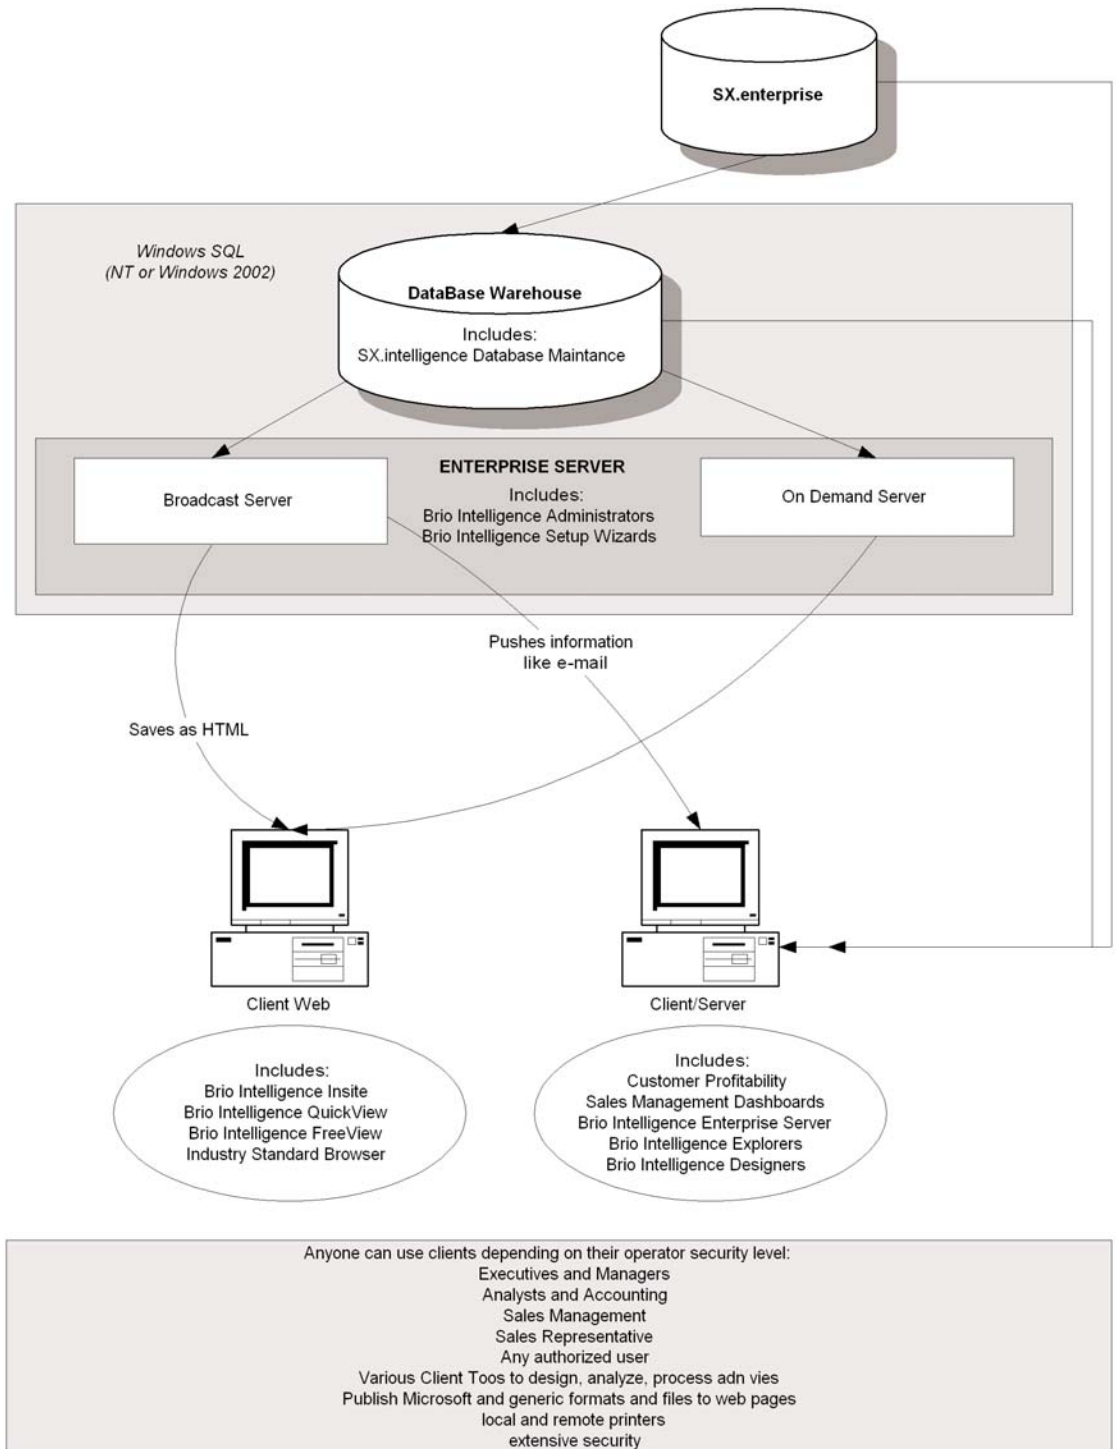 SX.enterprise
Windows SQL
(NT or Windows 2002)
DataBase Warehouse
Includes:
SX.intelligence Database Maintance
ENTERPRISE SERVER
Includes:
Brio Intelligence Administrators
Brio Intelligence Setup Wizards
Broadcast Server
On Demand Server
Pushes information
like e-mail
Saves as HTML
Client Web
Client/Server
Includes:
Brio Intelligence Insite
Brio Intelligence QuickView
Brio Intelligence FreeView
Industry Standard Browser
Includes:
Customer Profitability
Sales Management Dashboards
Brio Intelligence Enterprise Server
Brio Intelligence Explorers
Brio Intelligence Designers
Anyone can use clients depending on their operator security level:
Executives and Managers
Analysts and Accounting
Sales Management
Sales Representative
Any authorized user
Various Client Toos to design, analyze, process adn vies
Publish Microsoft and generic formats and files to web pages
local and remote printers
extensive security